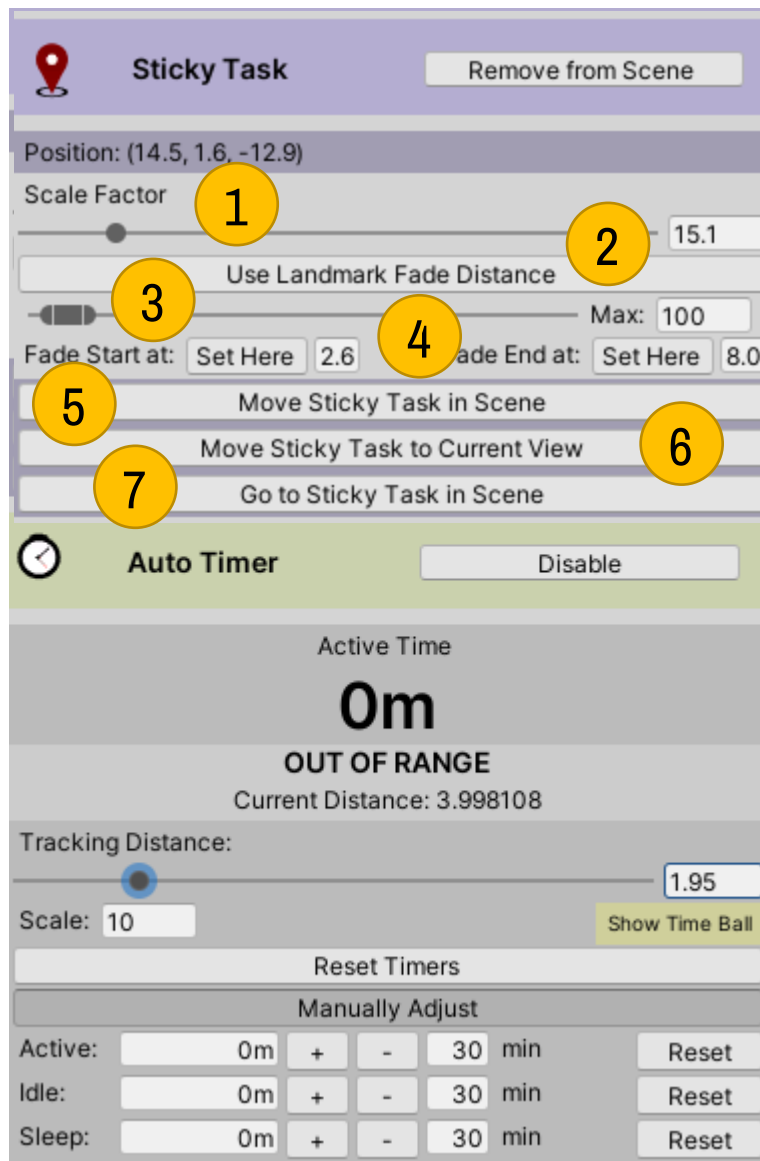 Sticky Task Remove from Scene
Position: (14.5, 1.6, -12.9)
Scale Factor 1
2 15.1
Use Landmark Fade Distance
3 Max: 100
4
Fade Start at: Set Here 2.6 ade End at: Set Here 8.0
5 Move Sticky Task in Scene
Move Sticky Task to Current View 6
7 Go to Sticky Task in Scene
Auto Timer Disable
Active Time
0m
OUT OF RANGE
Current Distance: 3.998108
Tracking Distance:
1.95
Scale: 10 Show Time Ball
Reset Timers
Manually Adjust
Active: 0m + - 30 min Reset
Idle: 0m + - 30 min Reset
Sleep: 0m + - 30 min Reset